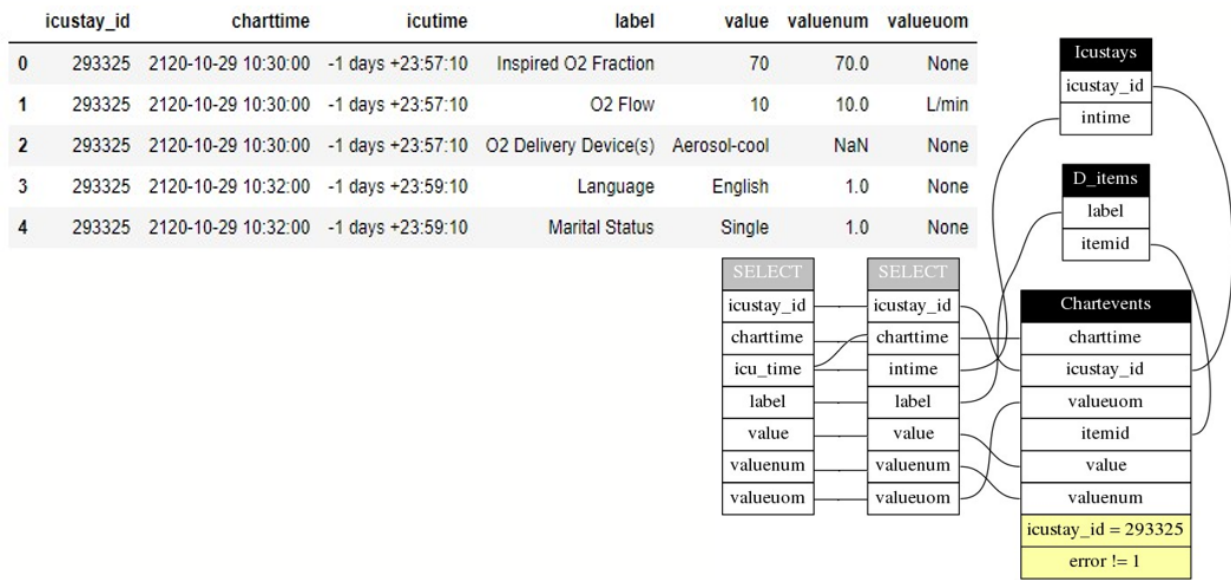 icustay_id charttime icutime label value valuenum valueuom
0 293325 2120-10-29 10:30:00 -1 days +23:57:10 Inspired O2 Fraction 70 70.0 None
1 293325 2120-10-29 10:30:00 -1 days +23:57:10 O2 Flow 10 10.0 L/min
2 293325 2120-10-29 10:30:00 -1 days +23:57:10 O2 Delivery Device(s) Aerosol-cool NaN None
3 293325 2120-10-29 10:32:00 -1 days +23:59:10 Language English 1.0 None
4 293325 2120-10-29 10:32:00 -1 days +23:59:10 Marital Status Single 1.0 None
Icustays
icustay_id
intime
D_items
label
itemid
SELECT
icustay_id
charttime
icu_time
label
value
valuenum
valueuom
SELECT
icustay_id
charttime
intime
label
value
valuenum
valueuom
Chartevents
charttime
icustay_id
valueuom
itemid
value
valuenum
icustay_id = 293325
error != 1